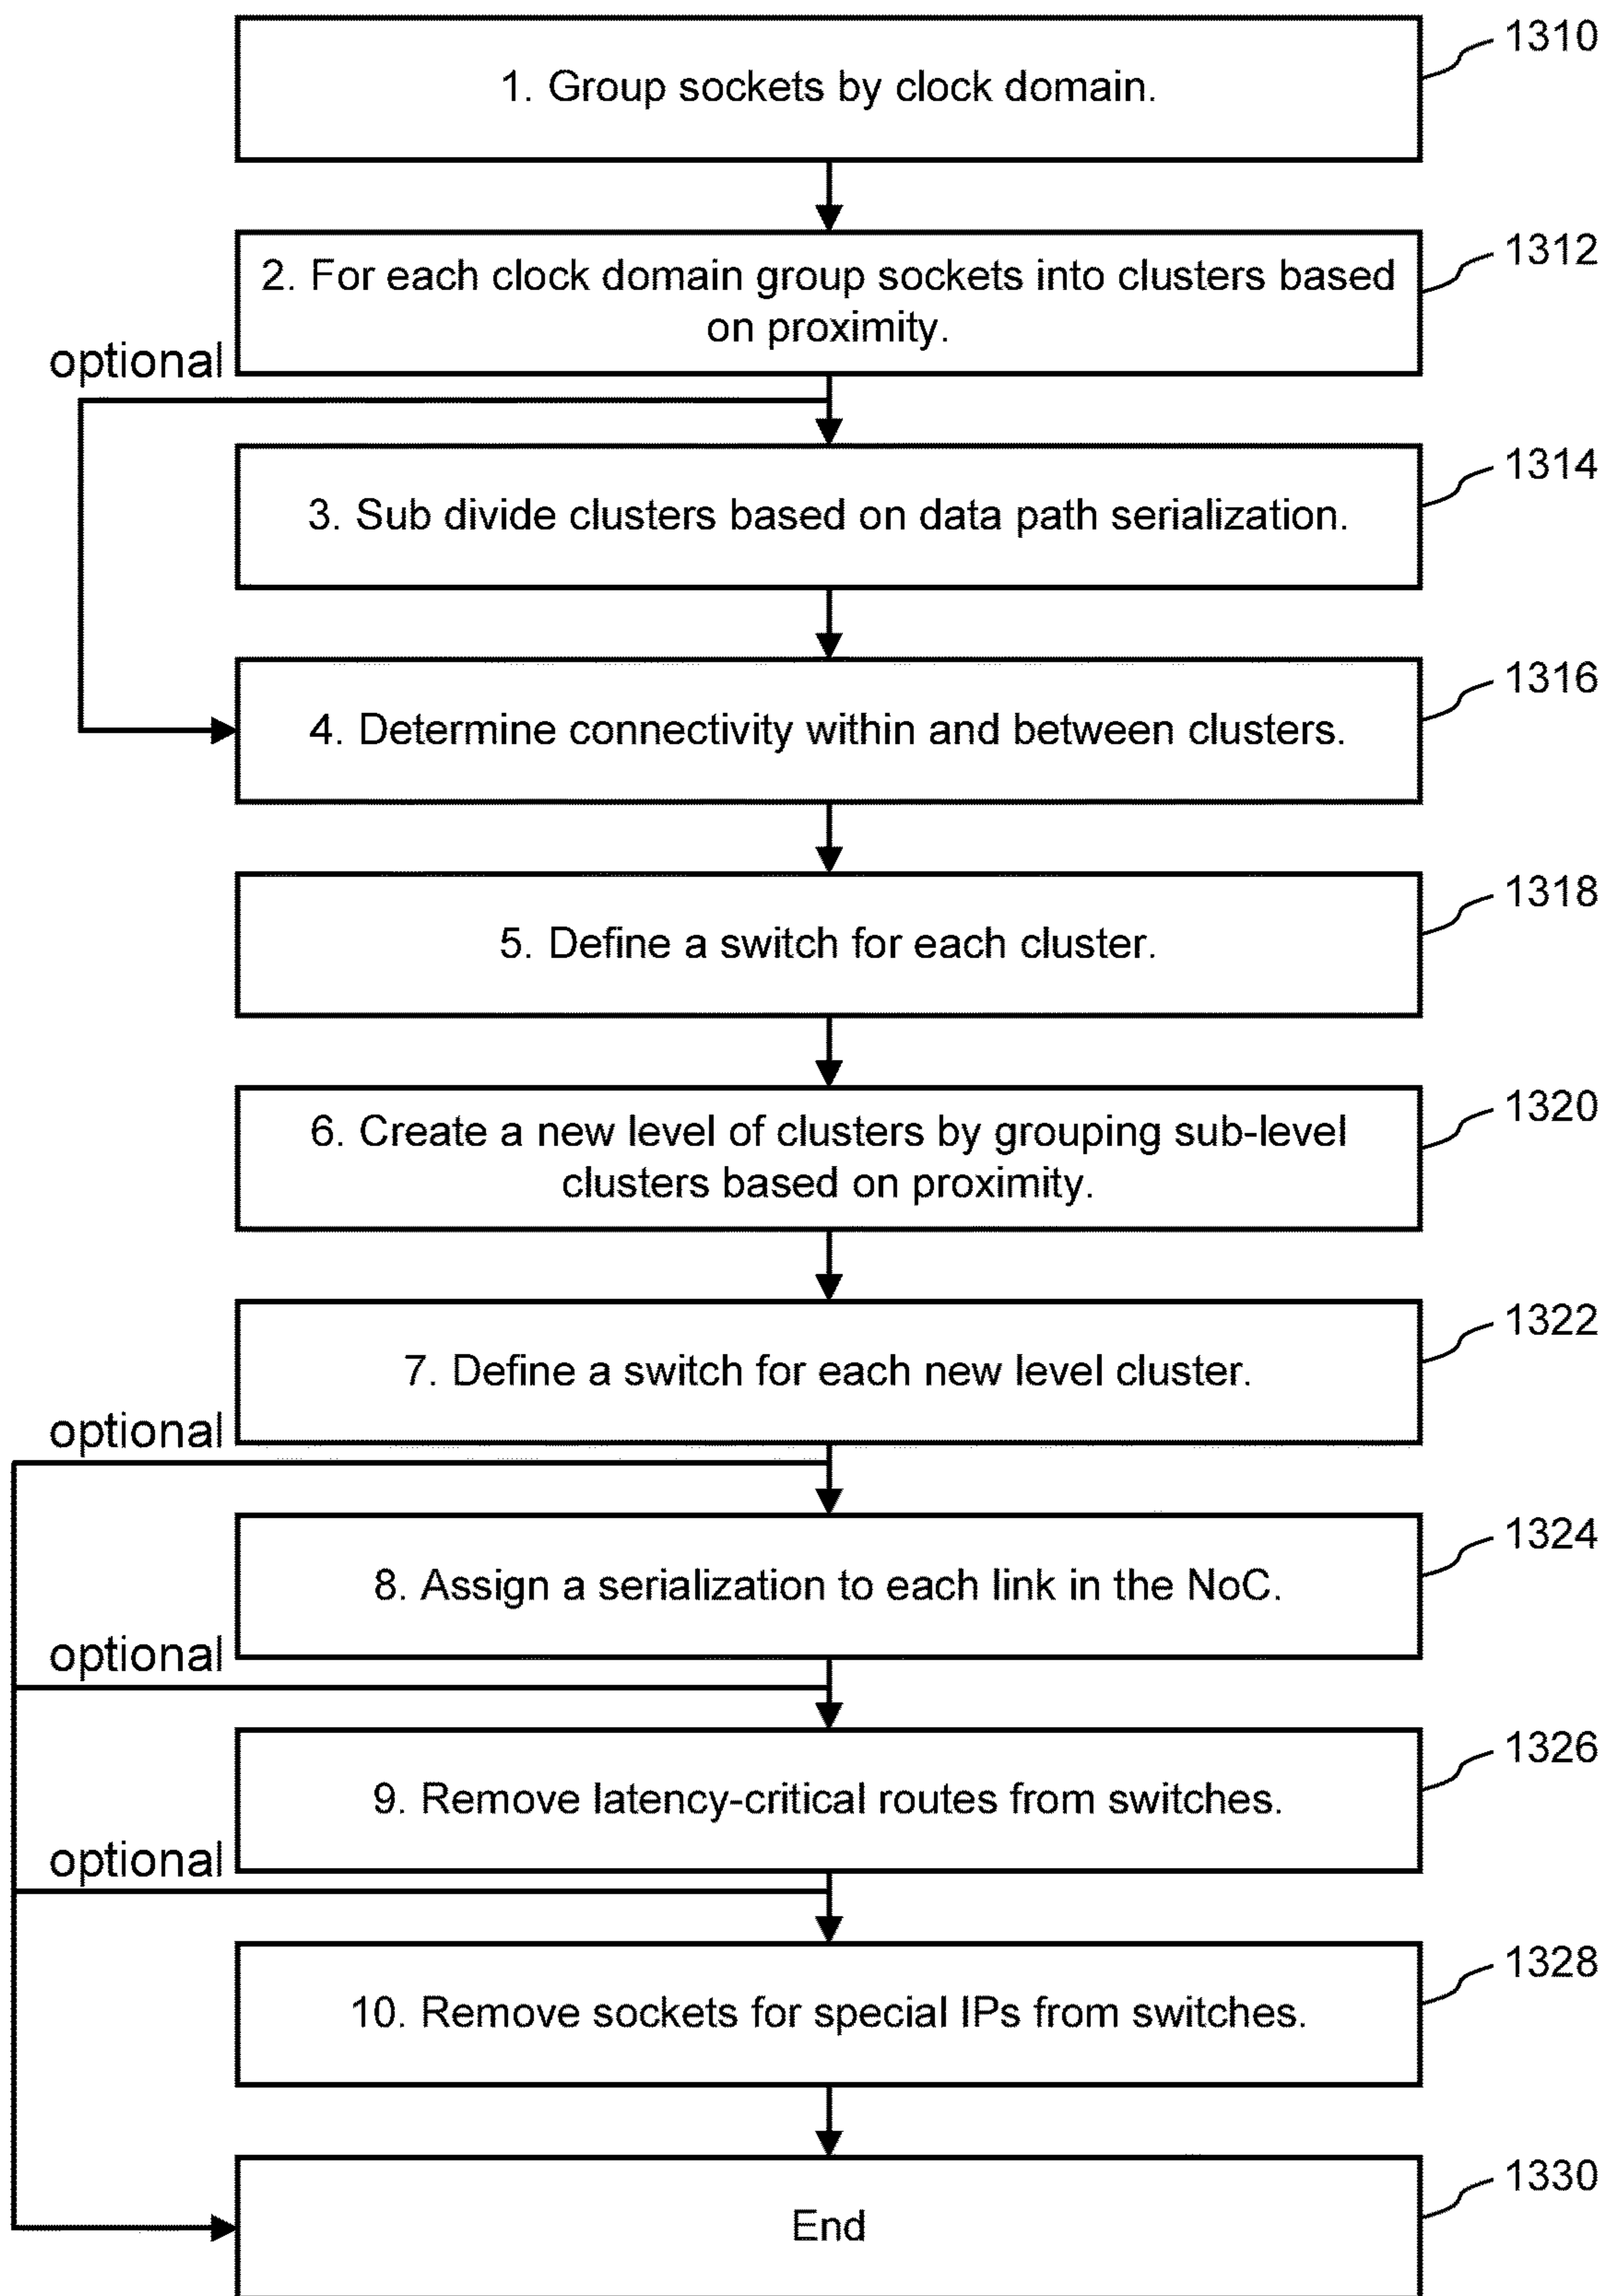 1. Group sockets by clock domain.
1310
2. For each clock domain group sockets into clusters based
on proximity.
1312
optional
3. Sub divide clusters based on data path serialization.
1314
4. Determine connectivity within and between clusters.
1316
5. Define a switch for each cluster.
1318
6. Create a new level of clusters by grouping sub-level
clusters based on proximity.
1320
7. Define a switch for each new level cluster.
1322
optional
8. Assign a serialization to each link in the NoC.
1324
optional
9. Remove latency-critical routes from switches.
1326
optional
10. Remove sockets for special IPs from switches.
1328
End
1330